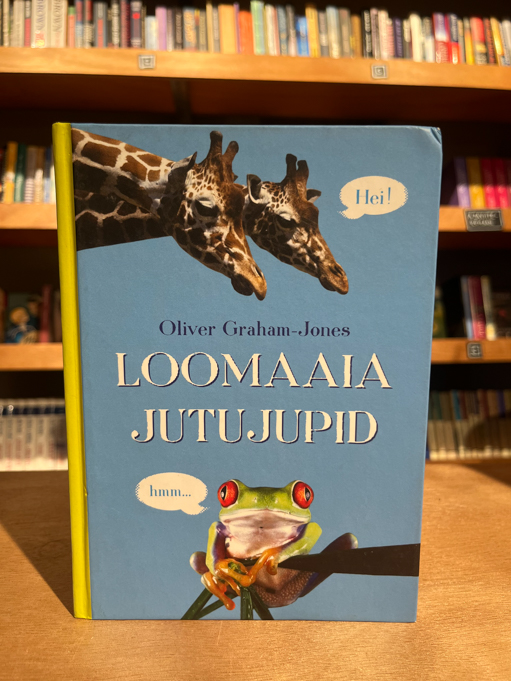 Hei!
Oliver Graham-Jones
LOOMAAIA
JUTUJUPID
hmm...